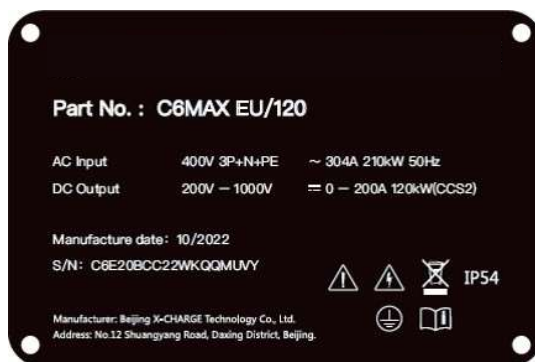 Part No. : C6MAX EU/120
AC Input 400V 3P+N+PE ~ 304A 210kW 50Hz
DC Output 200V — 1000V ⎓ 0 — 200A 120kW(CCS2)
Manufacture date: 10/2022
S/N: C6E20BCC22WKQQMUVY
IP54
Manufacturer: Beijing X-CHARGE Technology Co., Ltd.
Address: No.12 Shuangyang Road, Daxing District, Beijing.